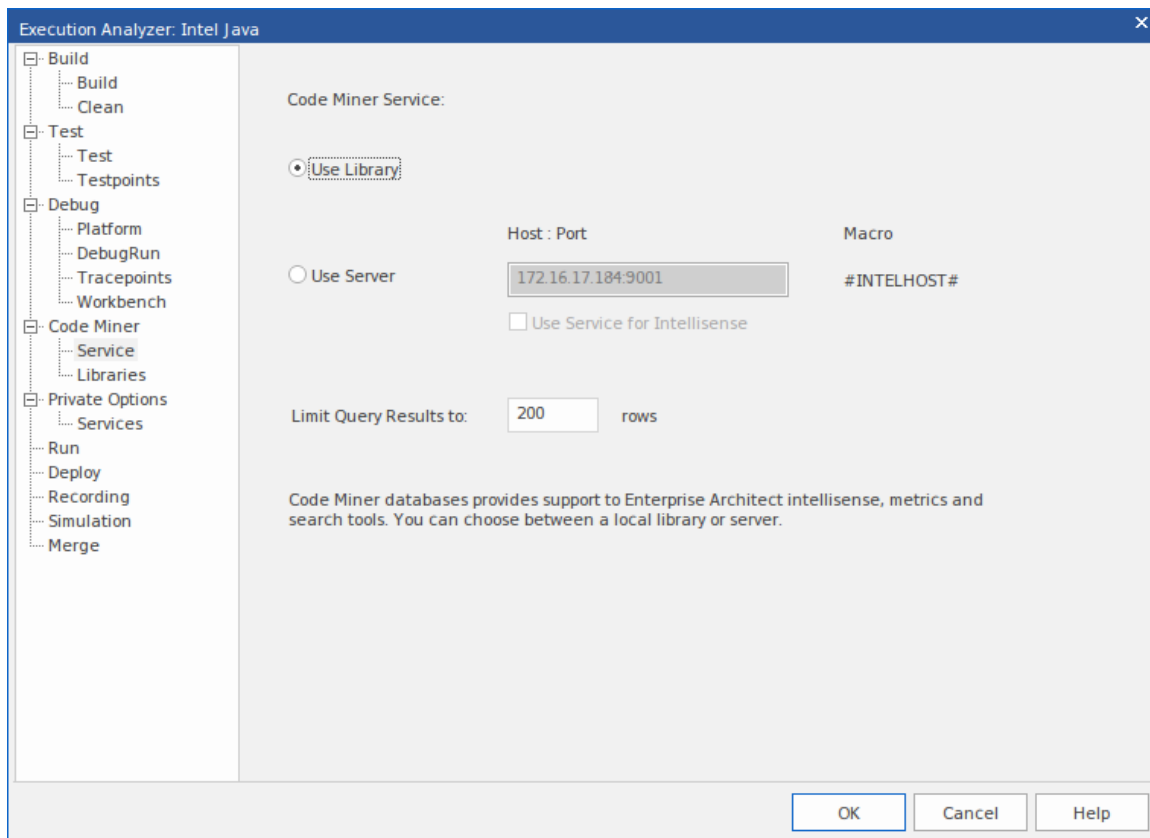 Execution Analyzer: Intel Java
Build
Build
Clean
Test
Test
Testpoints
Debug
Platform
DebugRun
Tracepoints
Workbench
Code Miner
Service
Libraries
Private Options
Services
Run
Deploy
Recording
Simulation
Merge
Code Miner Service:
Use Library
Host : Port
Macro
Use Server
172.16.17.184:9001
#INTELHOST#
Use Service for Intellisense
Limit Query Results to:
200
rows
Code Miner databases provides support to Enterprise Architect intellisense, metrics and
search tools. You can choose between a local library or server.
OK
Cancel
Help